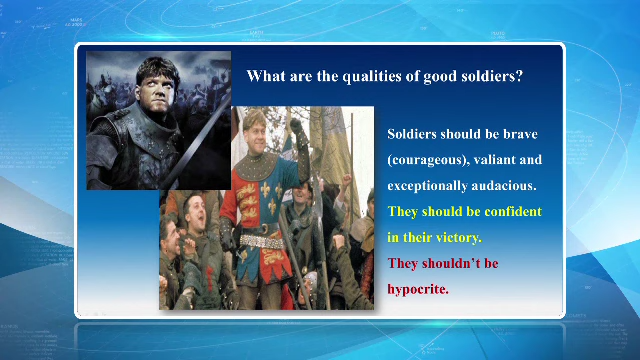 What are the qualities of good soldiers?
Soldiers should be brave
(courageous), valiant and
exceptionally audacious.
They should be confident
in their victory.
They shouldn't be
hypocrite.